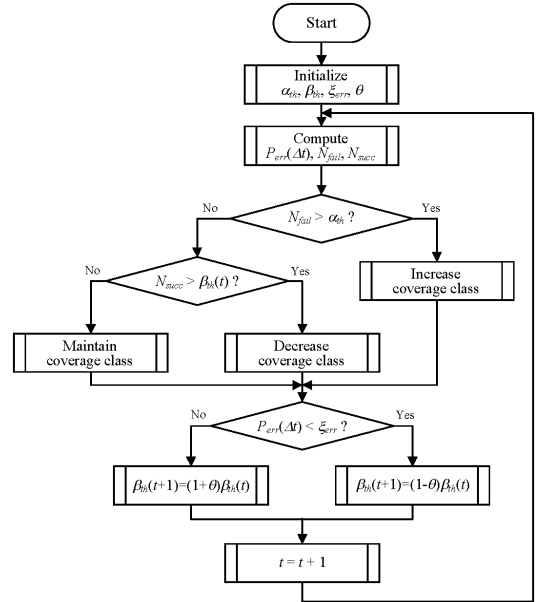 Start
Initialize
αth, βth, ξerr, θ
Compute
Perr(Δt), Nfail, Nsucc
Nfail > αth ?
No
Yes
Nsucc > βth(t) ?
No
Yes
Increase
coverage class
Maintain
coverage class
Decrease
coverage class
Perr(Δt) < ξerr ?
No
Yes
βth(t+1)=(1+θ)βth(t)
βth(t+1)=(1-θ)βth(t)
t = t + 1